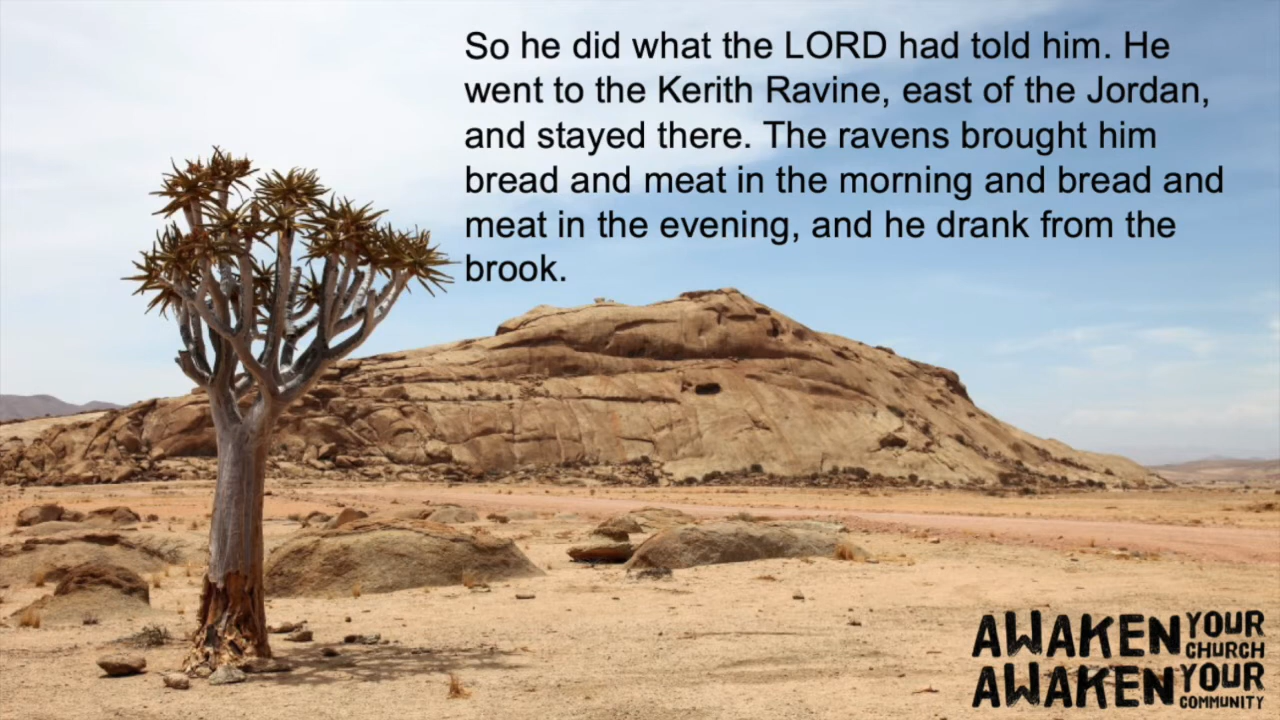 So he did what the LORD had told him. He
went to the Kerith Ravine, east of the Jordan,
and stayed there. The ravens brought him
bread and meat in the morning and bread and
meat in the evening, and he drank from the
brook.
AWAKEN YOUR CHURCH
AWAKEN YOUR COMMUNITY